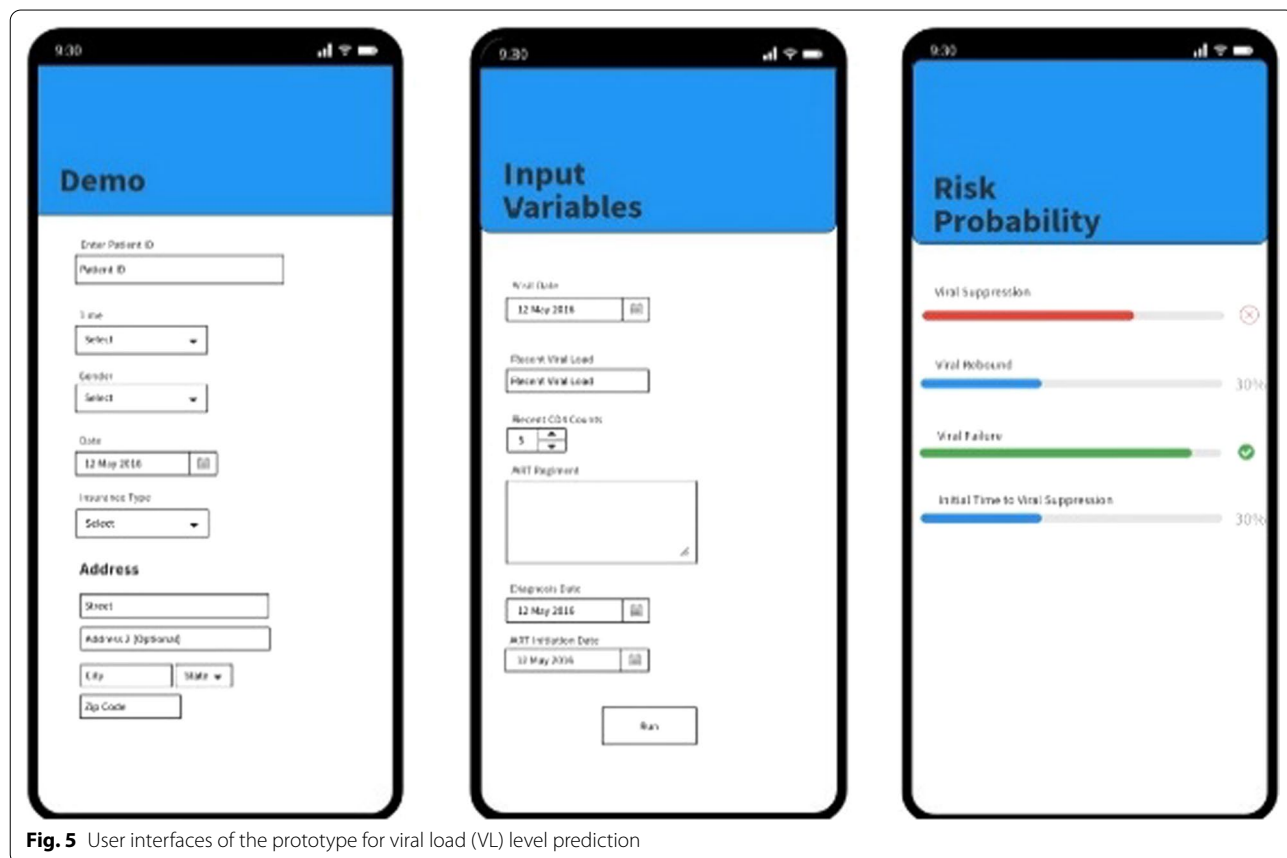 9:30
Demo
Enter Patient ID
Patient ID
Time
Select
Gender
Select
Date
12 May 2016
Insurance Type
Select
Address
Street
Address 2 (Optional)
City
State
Zip Code
9:30
Input
Variables
Viral Date
12 May 2016
Recent Viral Load
Recent Viral Load
Recent CD4 Counts
5
ART Regiment
Diagnosis Date
12 May 2016
ART Initiation Date
12 May 2016
Run
9:30
Risk
Probability
Viral Suppression
Viral Rebound
30%
Viral Failure
Initial Time to Viral Suppression
30%
Fig. 5 User interfaces of the prototype for viral load (VL) level prediction